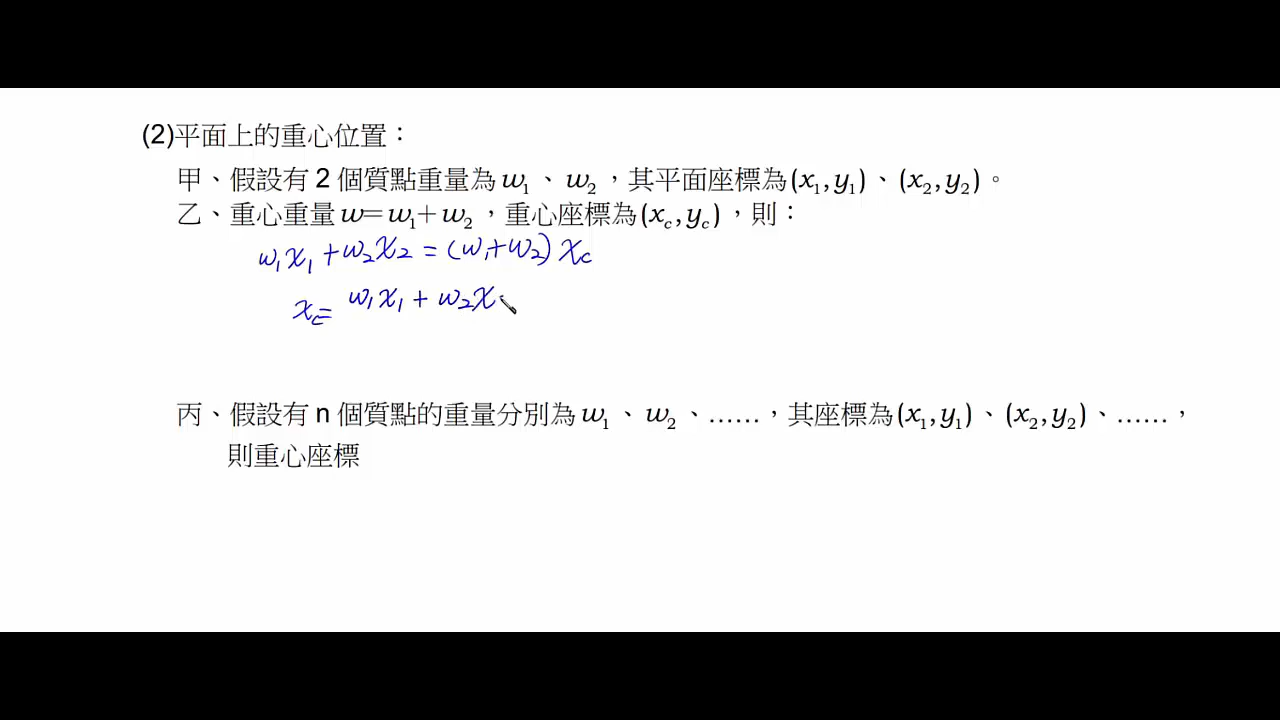 (2)平面上的重心位置：
甲、假設有 2 個質點重量為 w₁、w₂，其平面座標為(x₁,y₁)、(x₂,y₂)。
乙、重心重量 w=w₁+w₂，重心座標為(x_c,y_c)，則：
w₁x₁+w₂x₂=(w₁+w₂)x_c
x_c= w₁x₁+w₂x
丙、假設有 n 個質點的重量分別為 w₁、w₂、……，其座標為(x₁,y₁)、(x₂,y₂)、……，
則重心座標